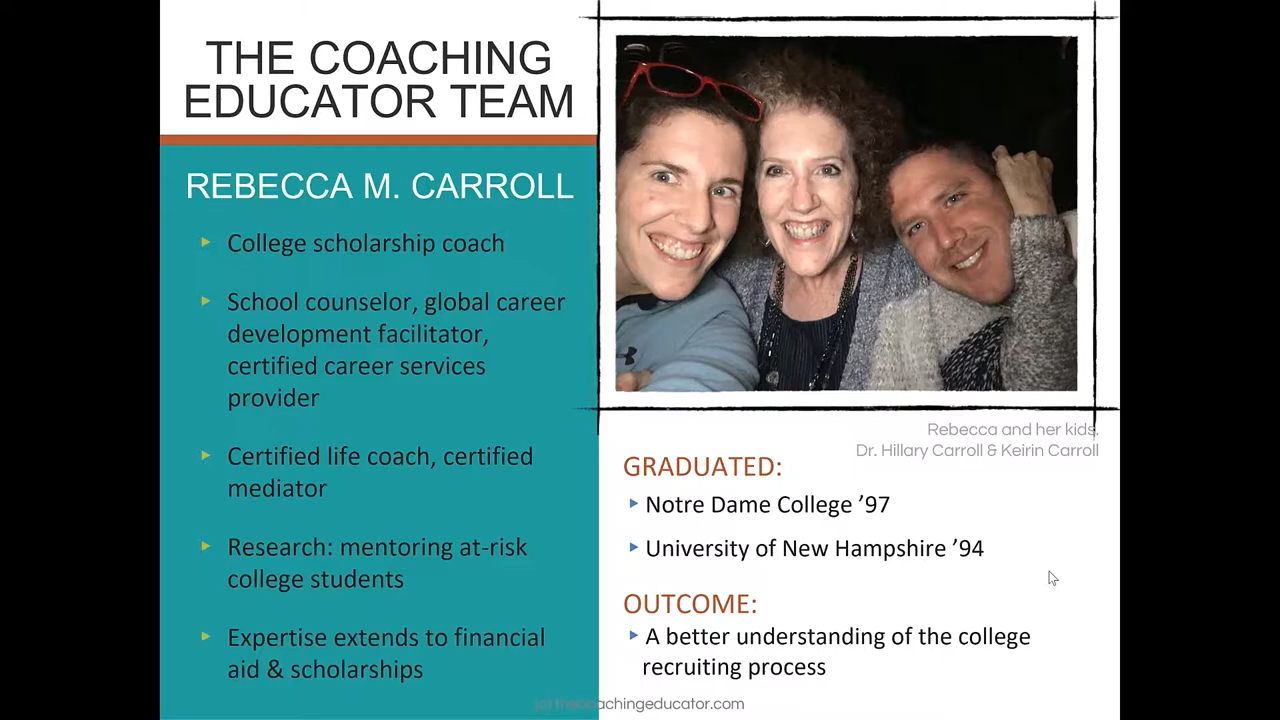 THE COACHING
EDUCATOR TEAM
REBECCA M. CARROLL
College scholarship coach
School counselor, global career
development facilitator,
certified career services
provider
Certified life coach, certified
mediator
Research: mentoring at-risk
college students
Expertise extends to financial
aid & scholarships
Rebecca and her kids.
Dr. Hillary Carroll & Keirin Carroll
GRADUATED:
Notre Dame College ’97
University of New Hampshire ’94
OUTCOME:
A better understanding of the college
recruiting process
(c) thecoachingeducator.com